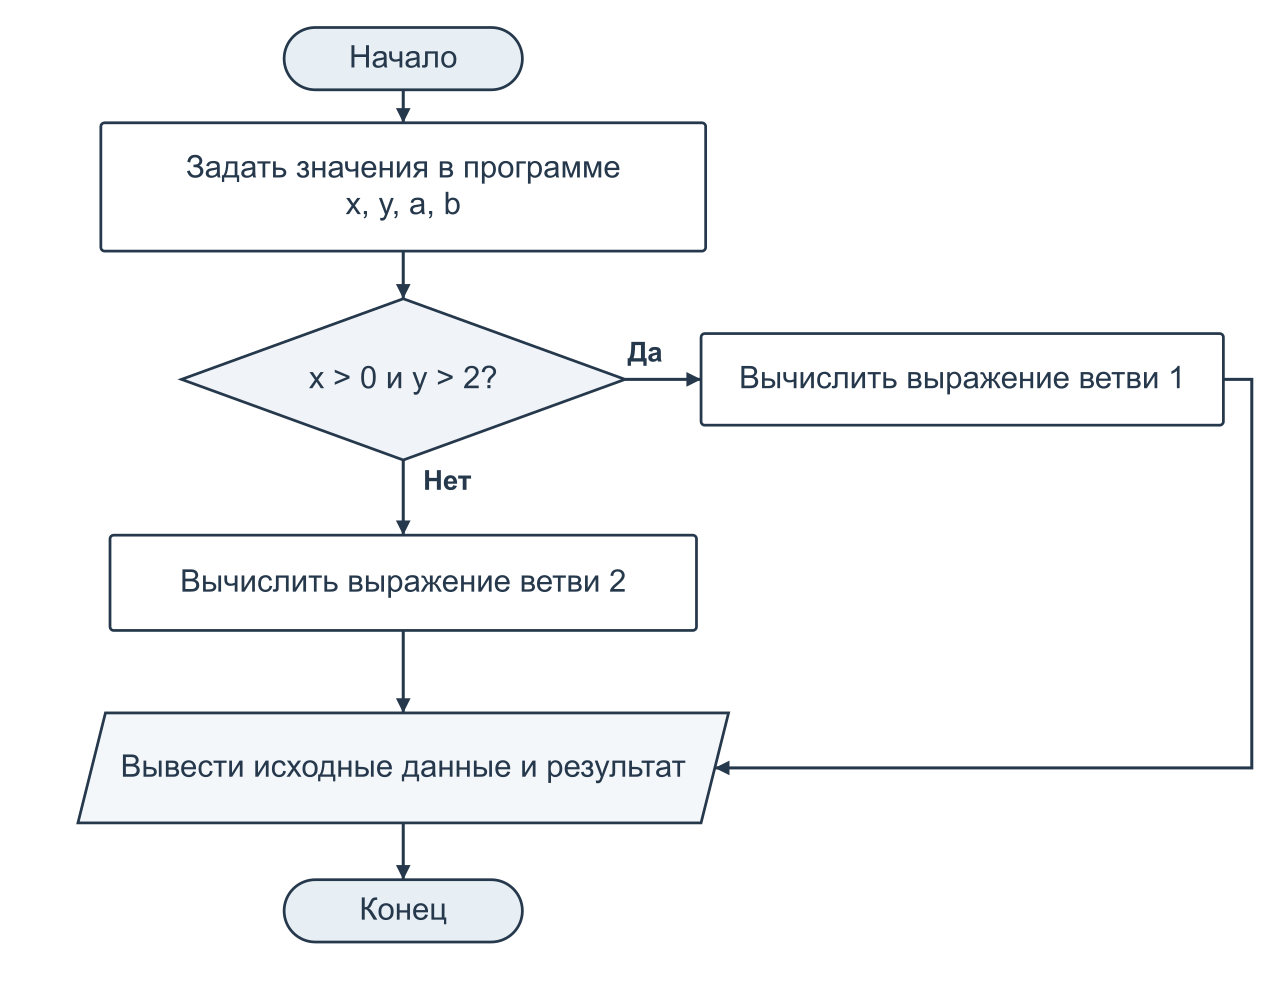 Начало
Задать значения в программе
x, y, a, b
x > 0 и y > 2?
Да
Вычислить выражение ветви 1
Нет
Вычислить выражение ветви 2
Вывести исходные данные и результат
Конец